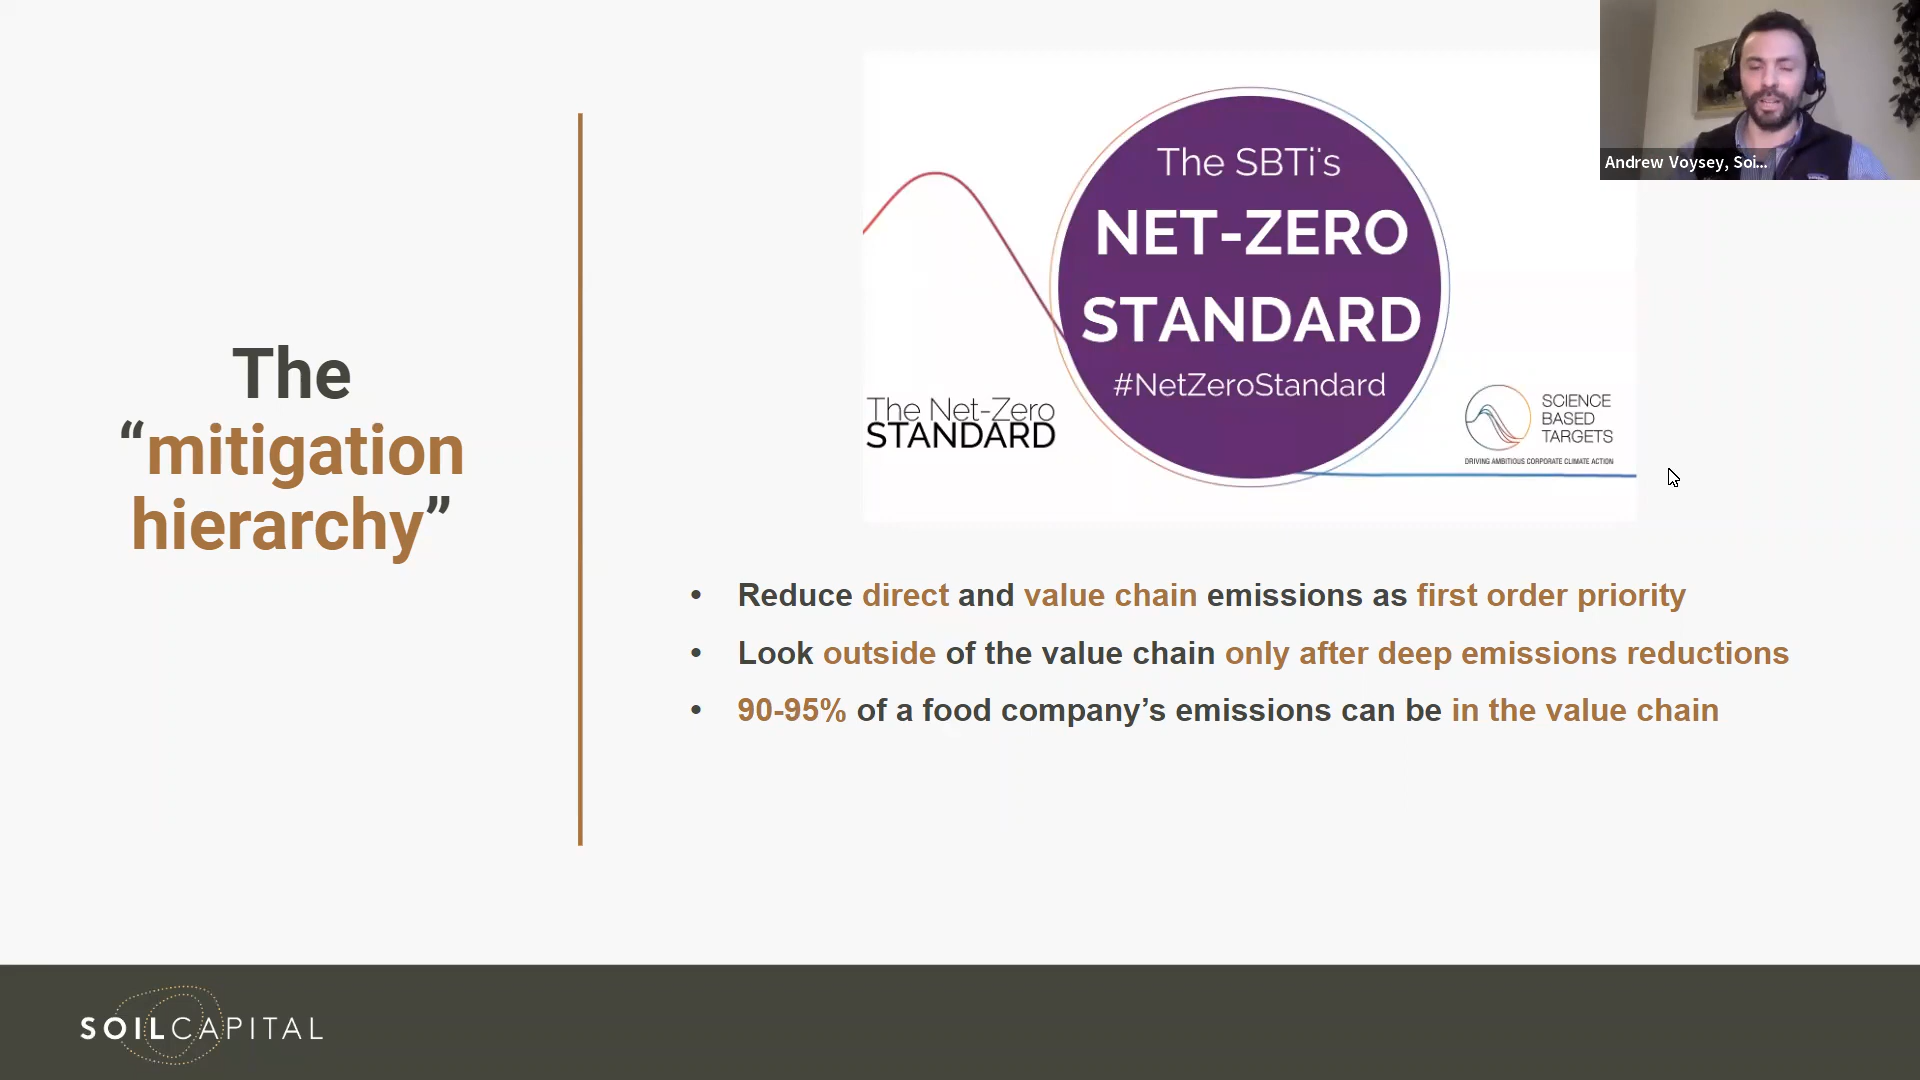 The
“mitigation
hierarchy”
The SBTi's
NET-ZERO
STANDARD
#NetZeroStandard
The Net-Zero
STANDARD
SCIENCE
BASED
TARGETS
DRIVING AMBITIOUS CORPORATE CLIMATE ACTION
Andrew Voysey, Soi...
• Reduce direct and value chain emissions as first order priority
• Look outside of the value chain only after deep emissions reductions
• 90-95% of a food company’s emissions can be in the value chain
SOILCAPITAL